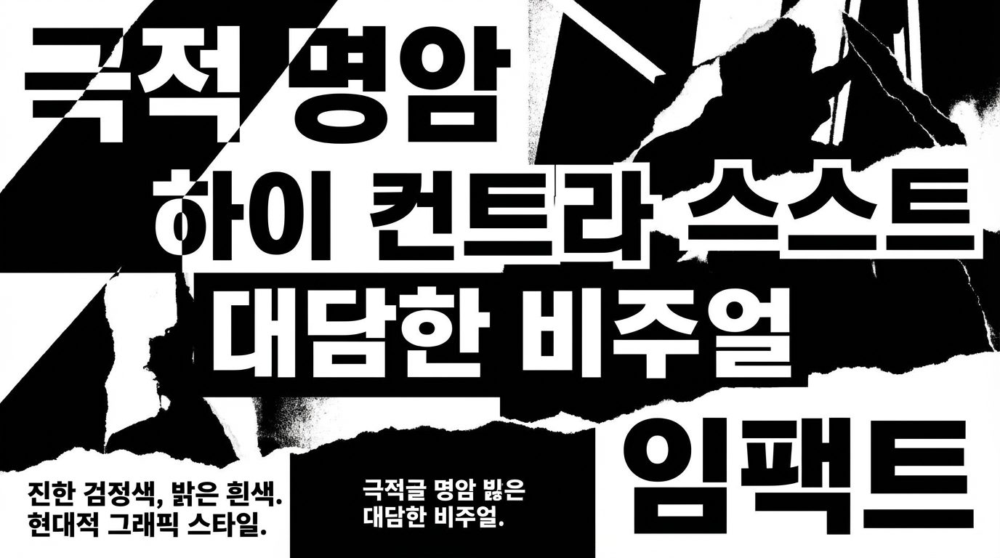 극적 명암
하이 컨트라 스스트
대담한 비주얼
임팩트
진한 검정색, 밝은 흰색.
현대적 그래픽 스타일.
극적글 명암 밣은
대담한 비주얼.